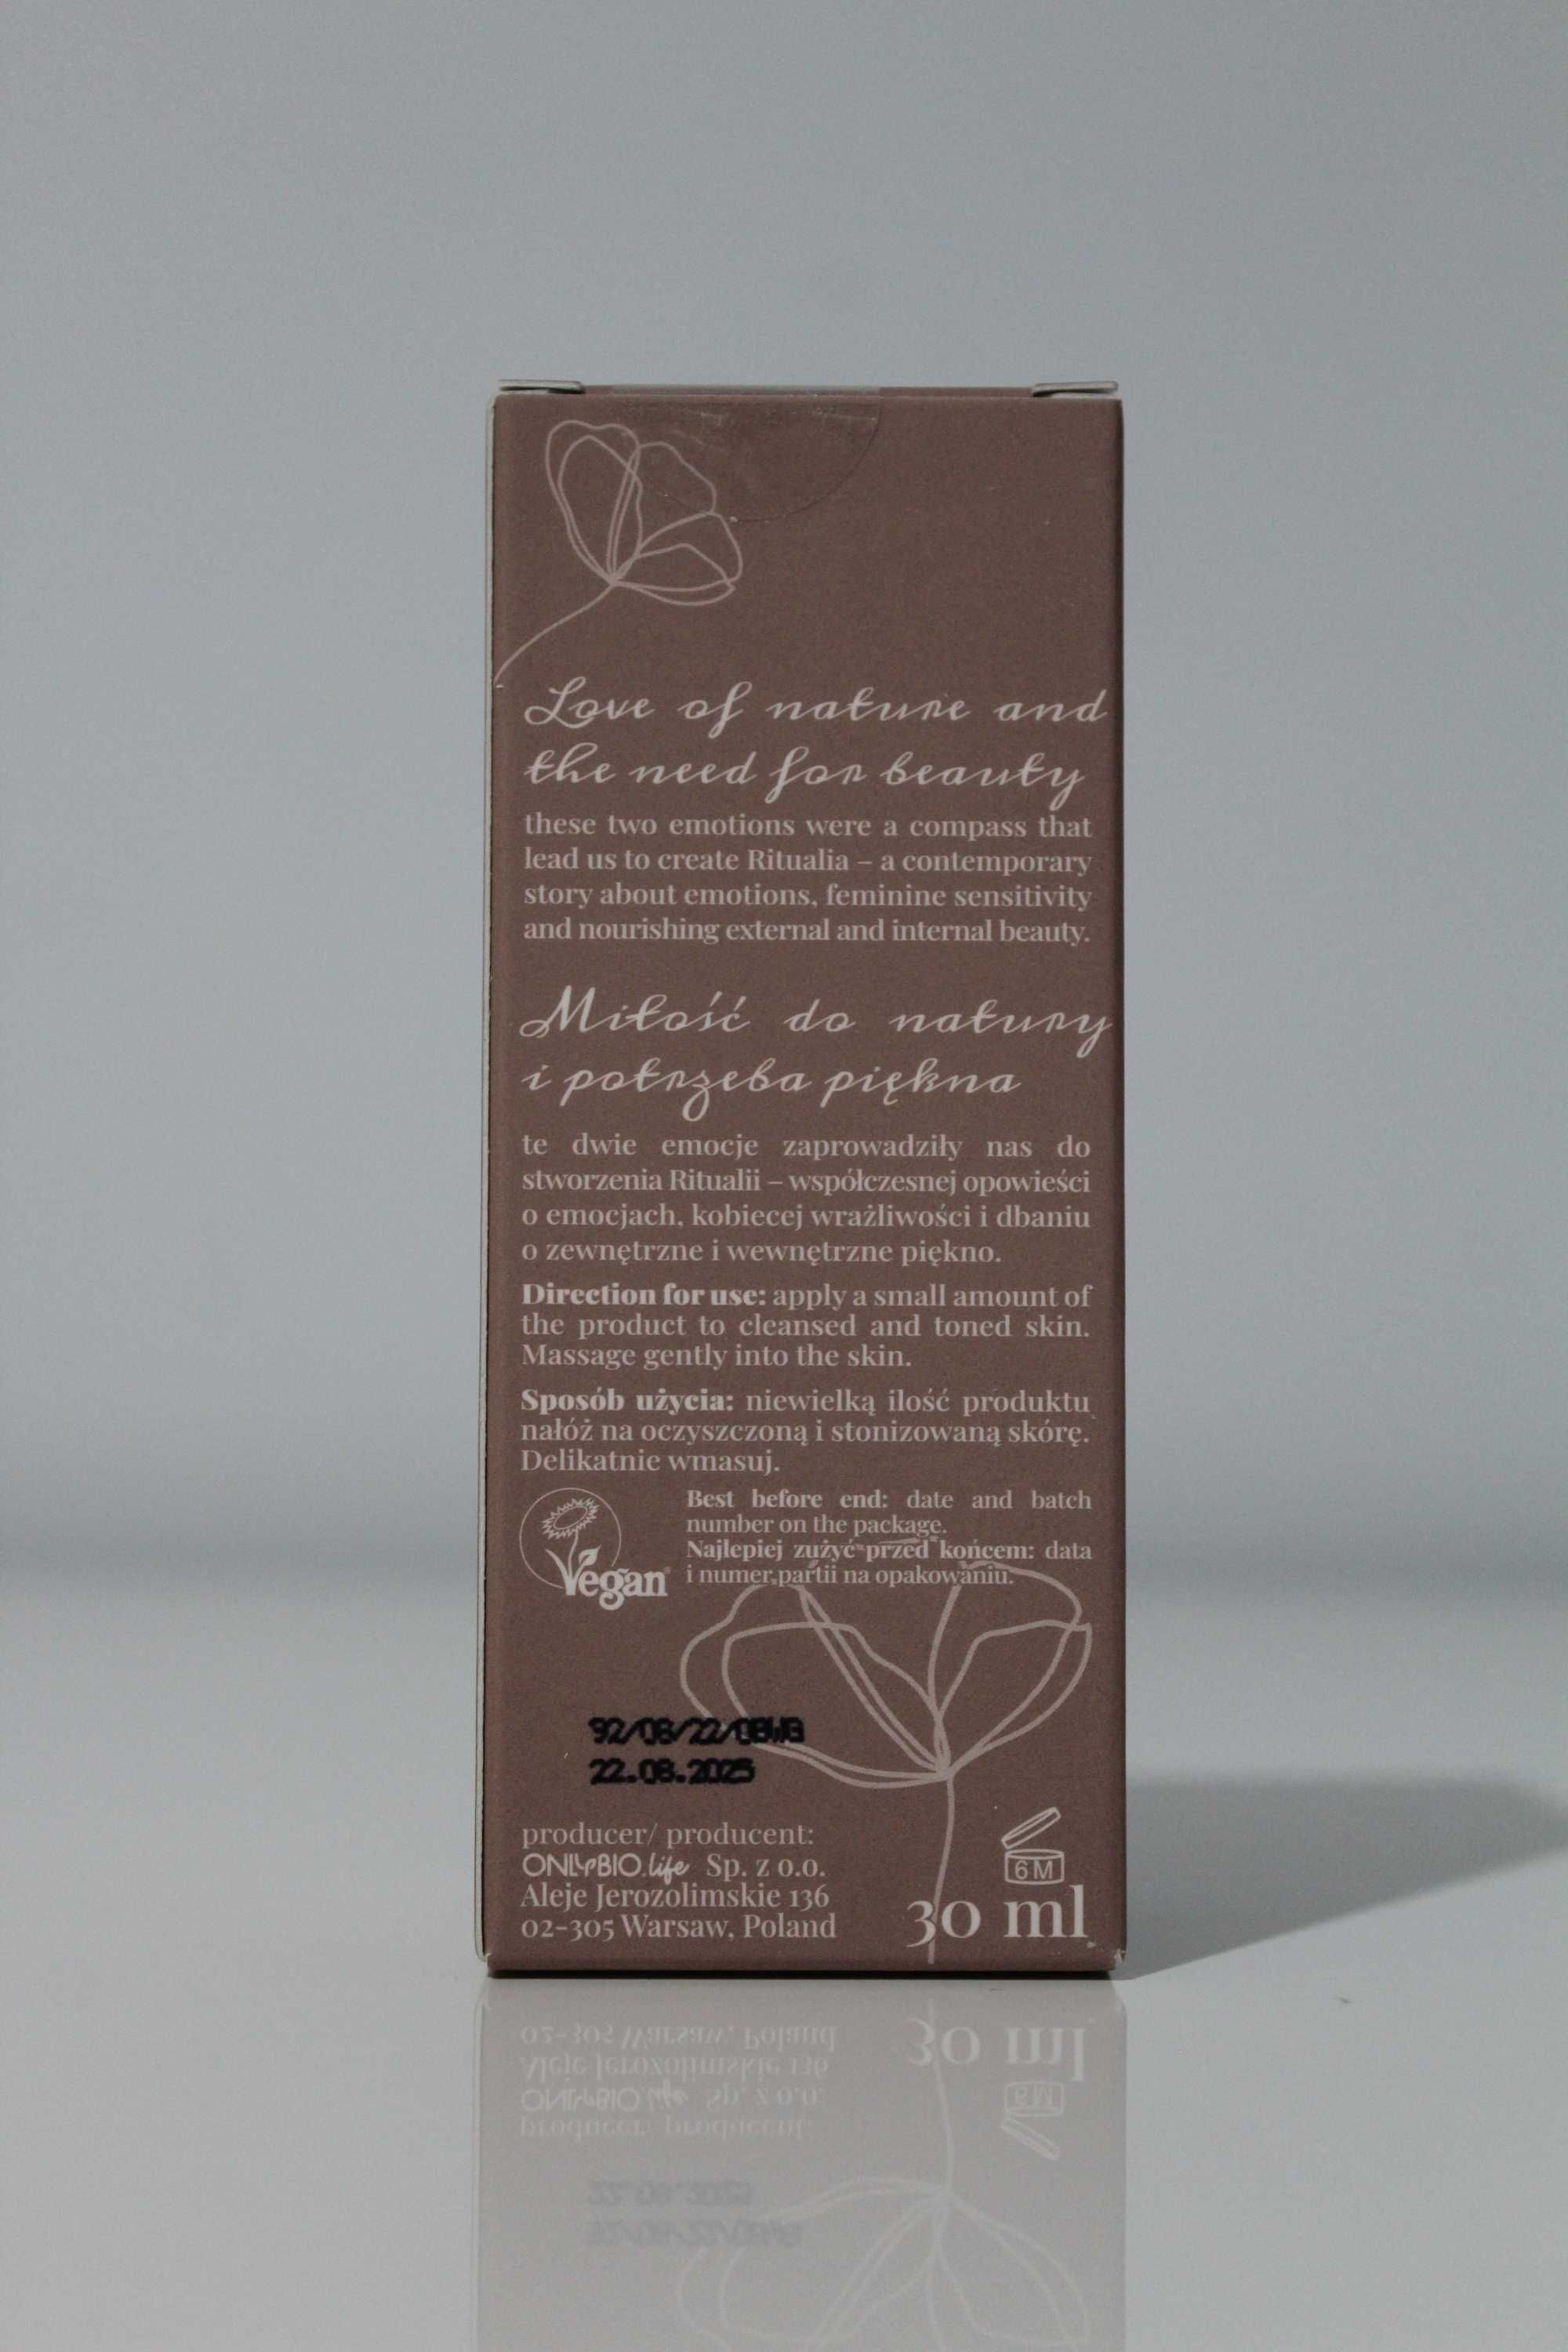 Love of nature and
the need for beauty
these two emotions were a compass that
lead us to create Ritualia – a contemporary
story about emotions, feminine sensitivity
and nourishing external and internal beauty.
Miłość do natury
i potrzeba piękna
te dwie emocje zaprowadziły nas do
stworzenia Ritualii – współczesnej opowieści
o emocjach, kobiecej wrażliwości i dbaniu
o zewnętrzne i wewnętrzne piękno.
Direction for use: apply a small amount of
the product to cleansed and toned skin.
Massage gently into the skin.
Sposób użycia: niewielką ilość produktu
nałóż na oczyszczoną i stonizowaną skórę.
Delikatnie wmasuj.
Vegan
Best before end: date and batch
number on the package.
Najlepiej zużyć przed końcem: data
i numer partii na opakowaniu.
22.08.2025
producer/ producent:
ONLYBIO.life Sp. z o.o.
Aleje Jerozolimskie 136
02-305 Warsaw, Poland
6M
30 ml